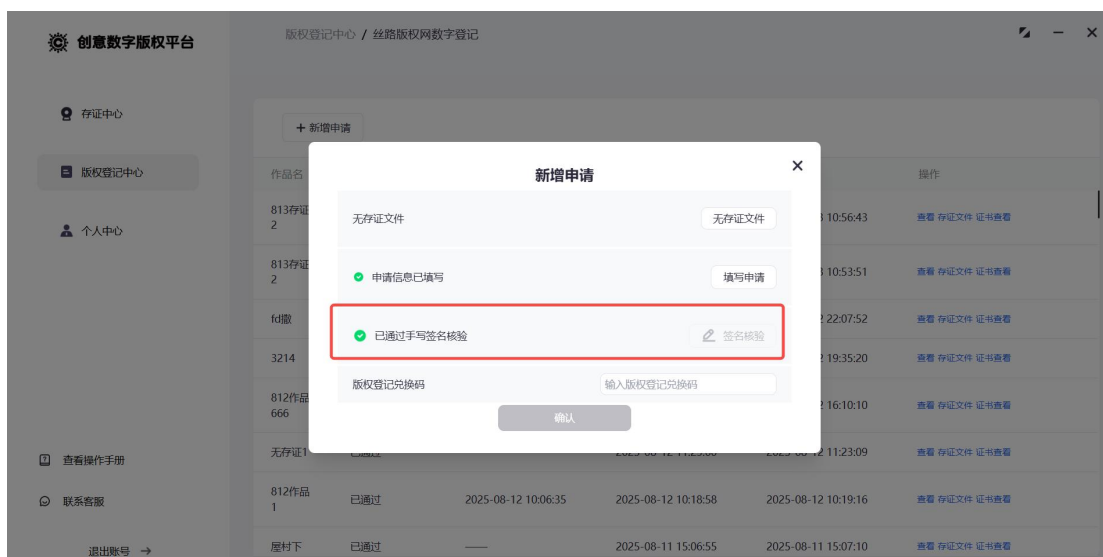 创意数字版权平台
版权登记中心 / 丝路版权网数字登记
存证中心
版权登记中心
个人中心
查看操作手册
联系客服
退出账号 →
+ 新增申请
作品名
操作
813存证
2
10:56:43
查看 存证文件 证书查看
813存证
2
10:53:51
查看 存证文件 证书查看
fd撒
22:07:52
查看 存证文件 证书查看
3214
19:35:20
查看 存证文件 证书查看
812作品
666
16:10:10
查看 存证文件 证书查看
无存证1
11:23:09
查看 存证文件 证书查看
812作品
1
已通过
2025-08-12 10:06:35
2025-08-12 10:18:58
2025-08-12 10:19:16
查看 存证文件 证书查看
屋村下
已通过
——
2025-08-11 15:06:55
2025-08-11 15:07:10
查看 存证文件 证书查看
新增申请
无存证文件
无存证文件
申请信息已填写
填写申请
已通过手写签名核验
签名核验
版权登记兑换码
输入版权登记兑换码
确认